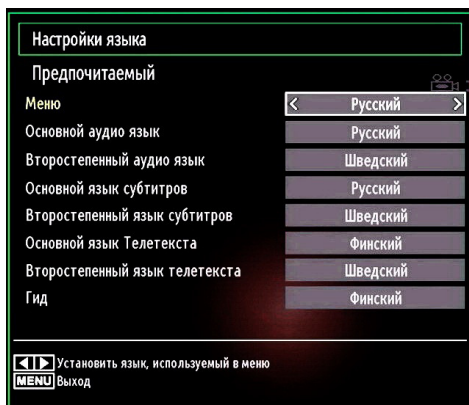 Настройки языка
Предпочитаемый
Меню Русский
Основной аудио язык Русский
Второстепенный аудио язык Шведский
Основной язык субтитров Русский
Второстепенный язык субтитров Шведский
Основной язык Телетекста Финский
Второстепенный язык телетекста Шведский
Гид Финский
Установить язык, используемый в меню
MENU Выход